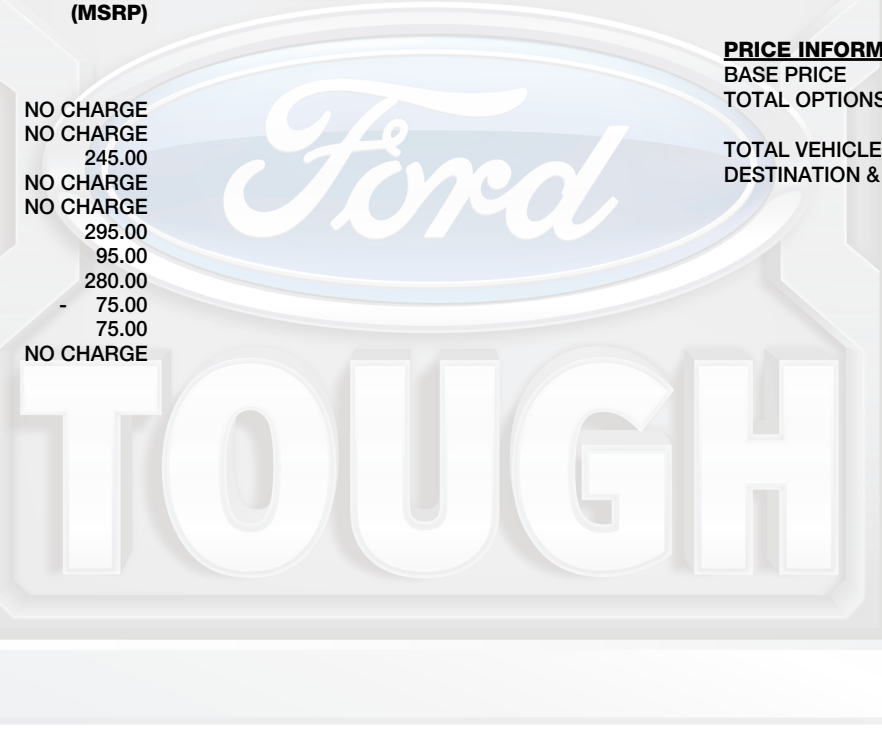 (MSRP)
NO CHARGE
NO CHARGE
245.00
NO CHARGE
NO CHARGE
295.00
95.00
280.00
- 75.00
75.00
NO CHARGE
PRICE INFORM
BASE PRICE
TOTAL OPTIONS
TOTAL VEHICLE
DESTINATION &
Ford
TOUGH